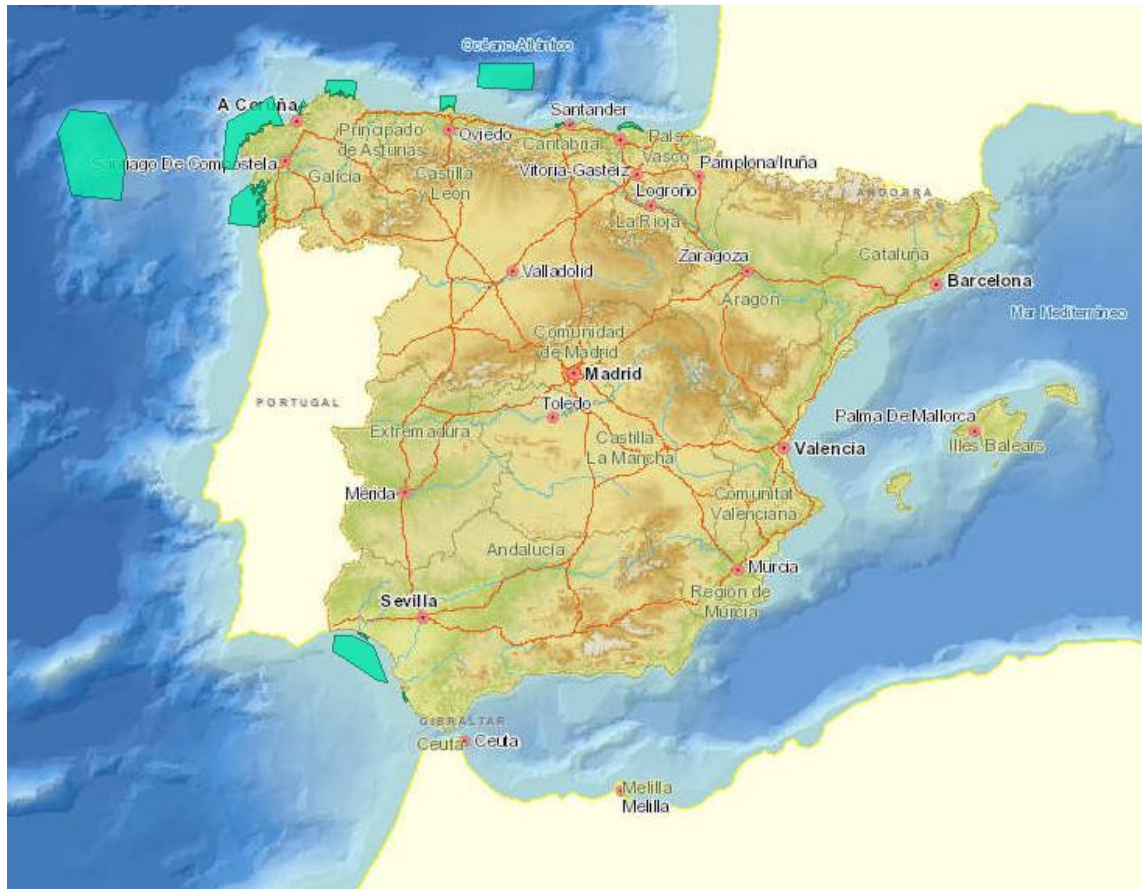 Océano Atlántico
A Coruña
Santander
Principado
de Asturias
Oviedo
Cantabria
País
Vasco
Santiago De Compostela
Galicia
Castilla
y León
Vitoria-Gasteiz
Pamplona/Iruña
Logroño
La Rioja
ANDORRA
Zaragoza
Cataluña
Valladolid
Aragón
Barcelona
Mar Mediterráneo
Comunidad
de Madrid
Madrid
PORTUGAL
Toledo
Extremadura
Castilla
La Mancha
Valencia
Palma De Mallorca
Illes Balears
Mérida
Comunitat
Valenciana
Andalucía
Murcia
Región de
Murcia
Sevilla
GIBRALTAR
Ceuta
Ceuta
Melilla
Melilla